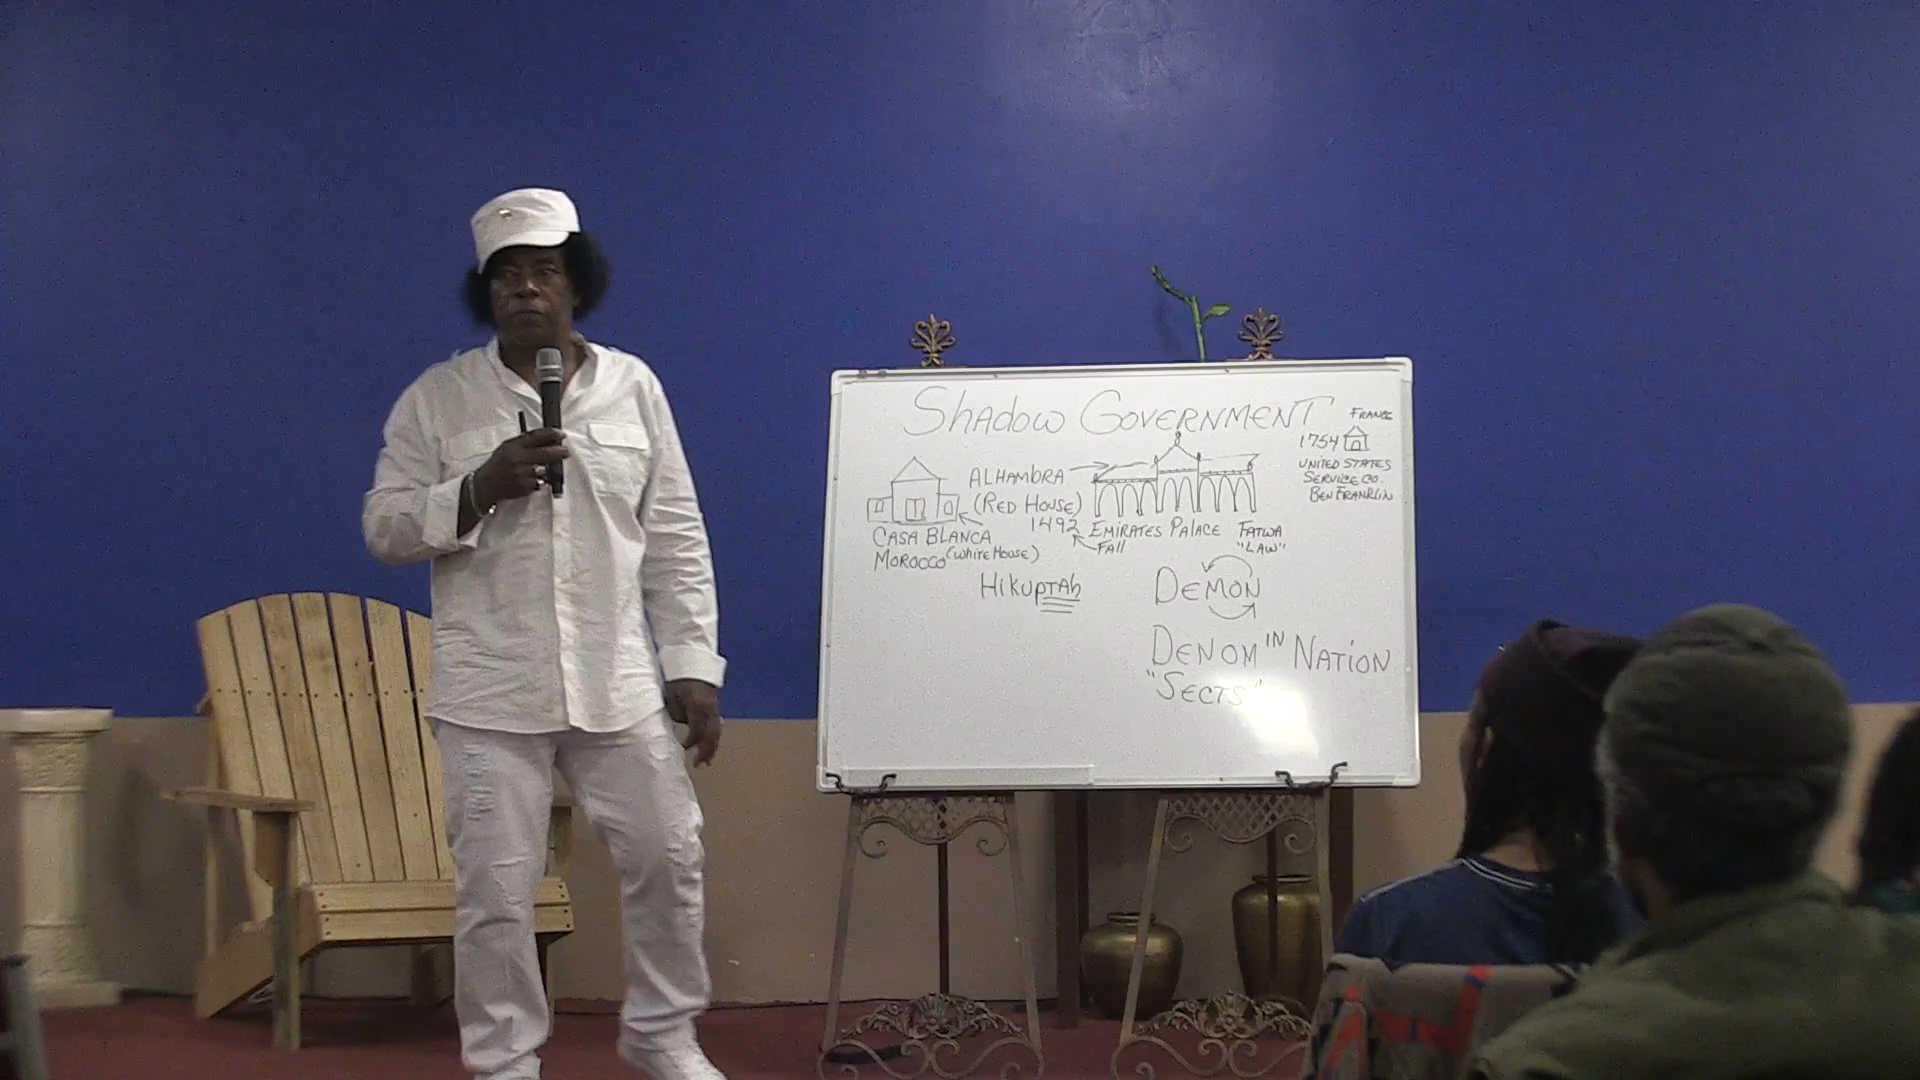 Shadow Government
France
1754
United States
Service Co.
Ben Franklin
Alhambra
(Red House)
1492
Fall
Emirates Palace
Fatwa
"Law"
Casa Blanca
Morocco (White House)
Hikuptah
Demon
Denom in Nation
"Sects"